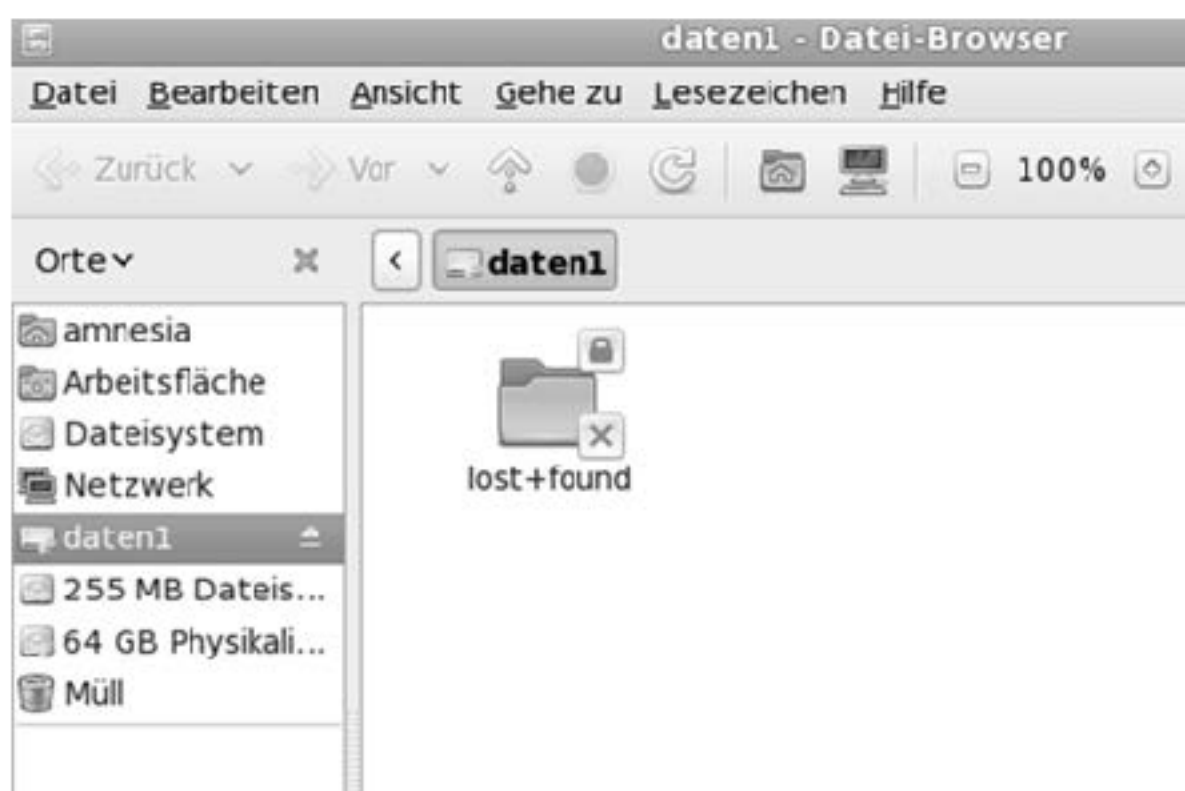 daten1 - Datei-Browser
Datei Bearbeiten Ansicht Gehe zu Lesezeichen Hilfe
Zurück Vor 100%
Orte daten1
amnesia
Arbeitsfläche
Dateisystem
Netzwerk
daten1
255 MB Dateis...
64 GB Physikali...
Müll
lost+found